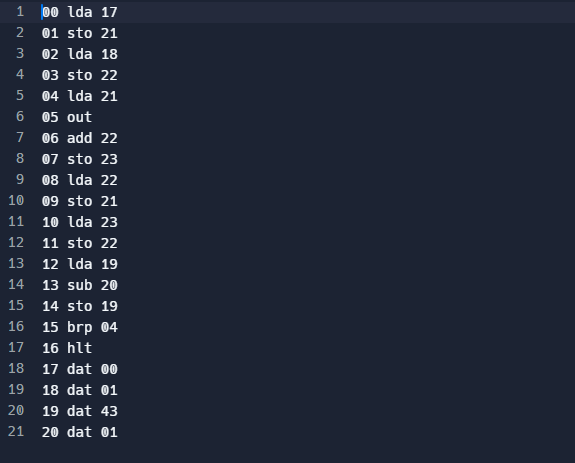 1 00 lda 17
2 01 sto 21
3 02 lda 18
4 03 sto 22
5 04 lda 21
6 05 out
7 06 add 22
8 07 sto 23
9 08 lda 22
10 09 sto 21
11 10 lda 23
12 11 sto 22
13 12 lda 19
14 13 sub 20
15 14 sto 19
16 15 brp 04
17 16 hlt
18 17 dat 00
19 18 dat 01
20 19 dat 43
21 20 dat 01